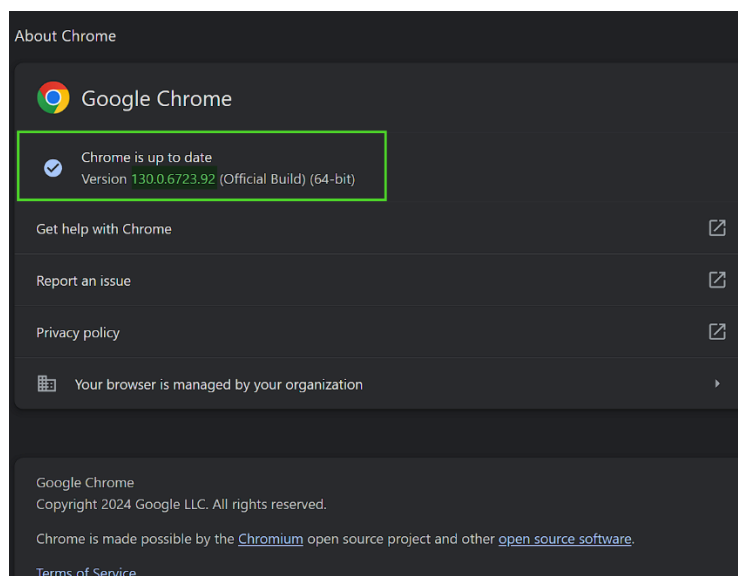 About Chrome
Google Chrome
Chrome is up to date
Version 130.0.6723.92 (Official Build) (64-bit)
Get help with Chrome
Report an issue
Privacy policy
Your browser is managed by your organization
Google Chrome
Copyright 2024 Google LLC. All rights reserved.
Chrome is made possible by the Chromium open source project and other open source software.
Terms of Service